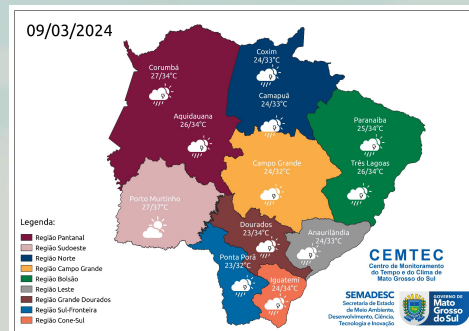 09/03/2024
Coxim
24/33°C
Corumbá
27/34°C
Camapuã
24/33°C
Aquidauana
26/34°C
Paranaíba
25/34°C
Campo Grande
24/32°C
Três Lagoas
26/34°C
Porto Murtinho
27/37°C
Dourados
23/34°C
Anaurilândia
24/33°C
Ponta Porã
23/32°C
Iguatemi
24/34°C
Legenda:
Região Pantanal
Região Sudoeste
Região Norte
Região Campo Grande
Região Bolsão
Região Leste
Região Grande Dourados
Região Sul-Fronteira
Região Cone-Sul
CEMTEC
Centro de Monitoramento
do Tempo e do Clima de
Mato Grosso do Sul
SEMADESC
Secretaria de Estado
de Meio Ambiente,
Desenvolvimento, Ciência,
Tecnologia e Inovação
GOVERNO DE
Mato
Grosso
do Sul